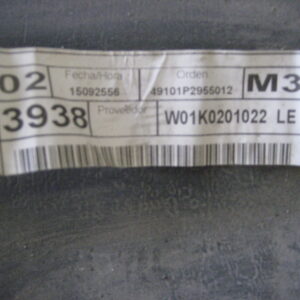 02 Fecha/Hora Orden M3
15092556 49101P2955012
3938 Proveedor W01K0201022 LE